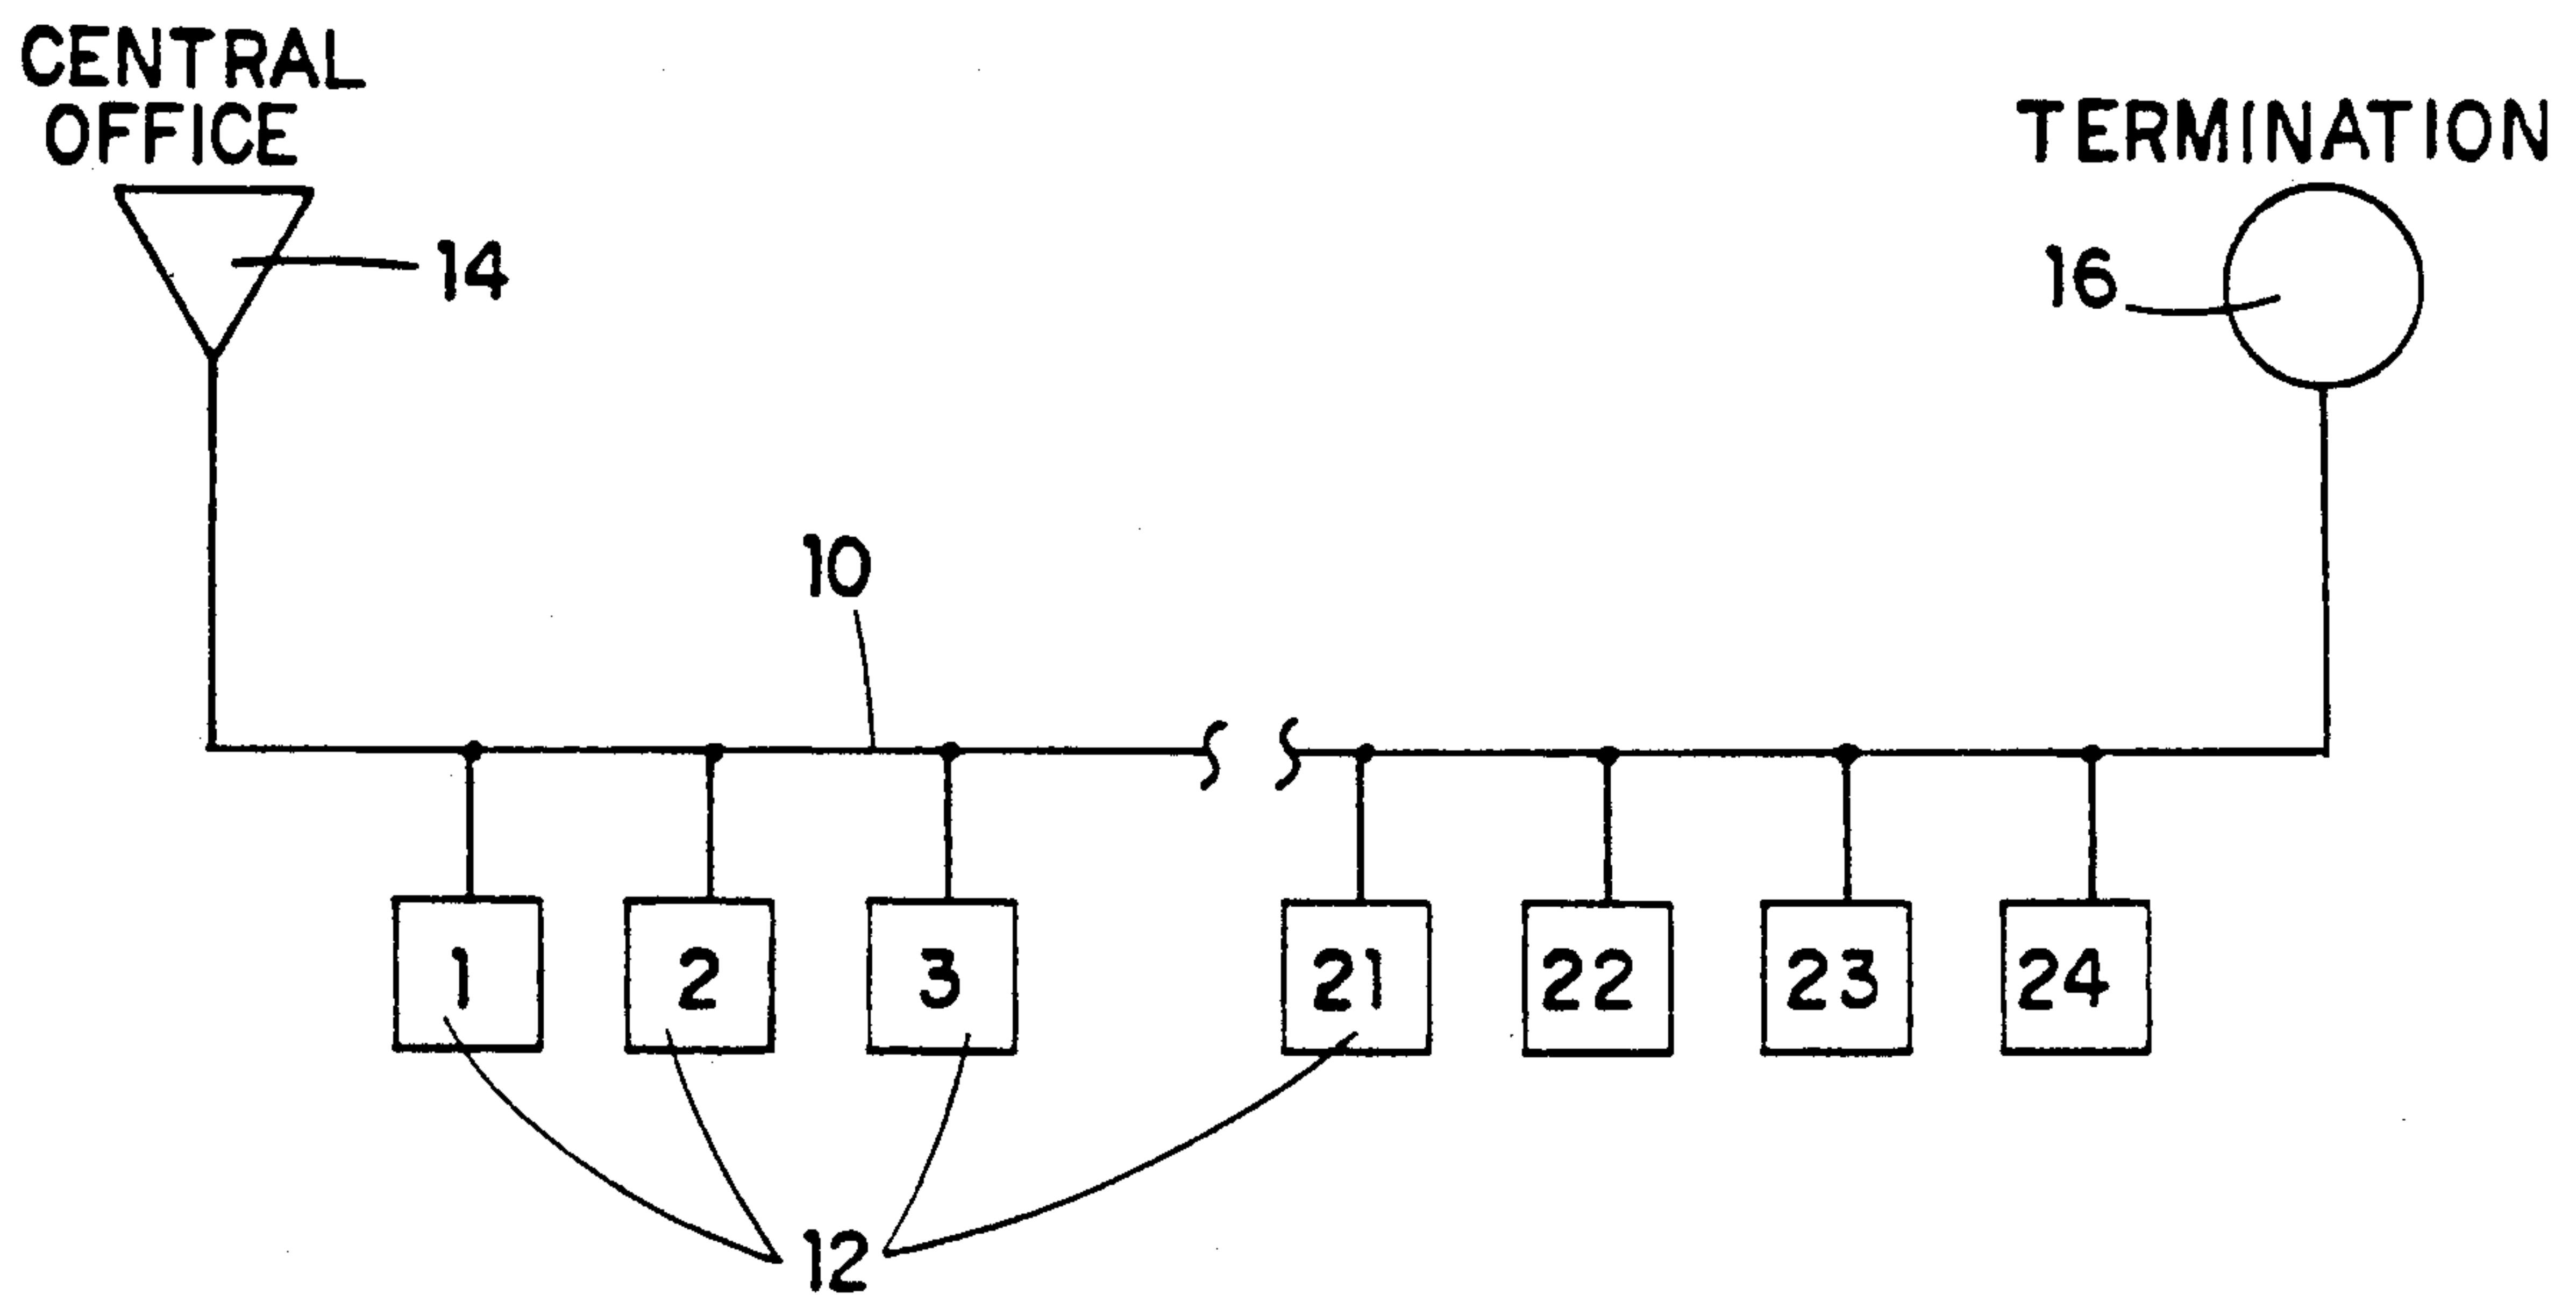 CENTRAL
OFFICE
TERMINATION
14
16
10
1 2 3 21 22 23 24
12